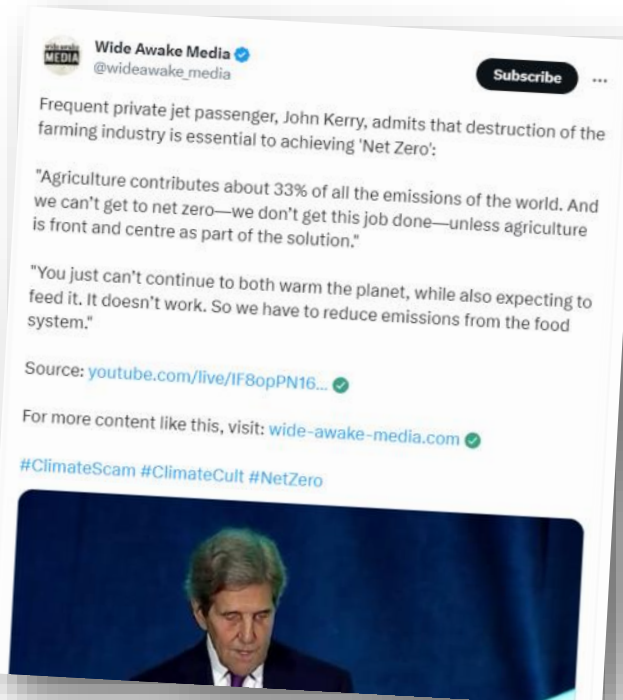 Wide Awake Media
MEDIA
@wideawake_media
Subscribe
Frequent private jet passenger, John Kerry, admits that destruction of the
farming industry is essential to achieving 'Net Zero':
"Agriculture contributes about 33% of all the emissions of the world. And
we can't get to net zero—we don't get this job done—unless agriculture
is front and centre as part of the solution."
"You just can't continue to both warm the planet, while also expecting to
feed it. It doesn't work. So we have to reduce emissions from the food
system."
Source: youtube.com/live/IF8opPN16...
For more content like this, visit: wide-awake-media.com
#ClimateScam #ClimateCult #NetZero